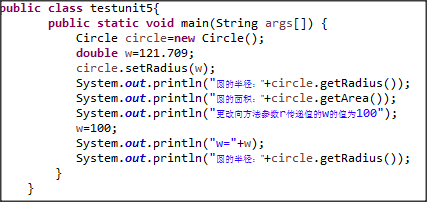 public class testunit5{
public static void main(String args[]) {
Circle circle=new Circle();
double w=121.709;
circle.setRadius(w);
System.out.println("圆的半径："+circle.getRadius());
System.out.println("圆的面积："+circle.getArea());
System.out.println("更改向方法参数r传递值的w的值为100");
w=100;
System.out.println("w="+w);
System.out.println("圆的半径："+circle.getRadius());
}
}